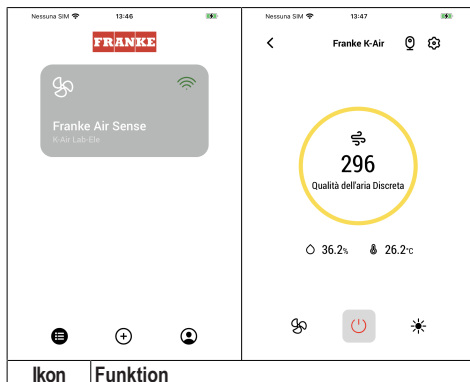 Nessuna SIM 13:46
FRANKE
Franke Air Sense
K-Air Lab-Ele
Nessuna SIM 13:47
Franke K-Air
296
Qualità dell'aria Discreta
36.2% 26.2°C
Ikon Funktion